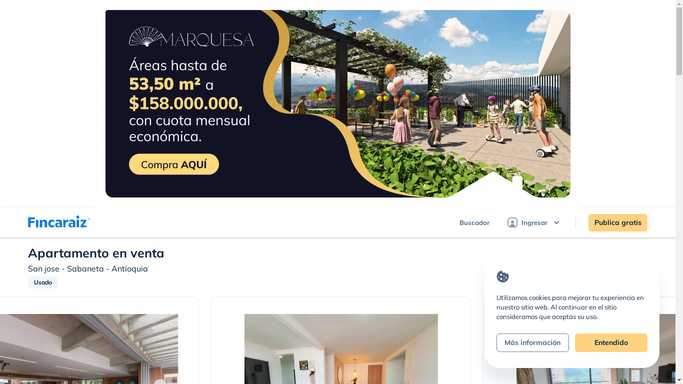 MARQUESA
Áreas hasta de
53,50 m² a
$158.000.000,
con cuota mensual
económica.
Compra AQUÍ
Fincaraiz
Buscador
Ingresar
Publica gratis
Apartamento en venta
San jose - Sabaneta - Antioquia
Usado
Utilizamos cookies para mejorar tu experiencia en
nuestro sitio web. Al continuar en el sitio
consideramos que aceptas su uso.
Más información
Entendido